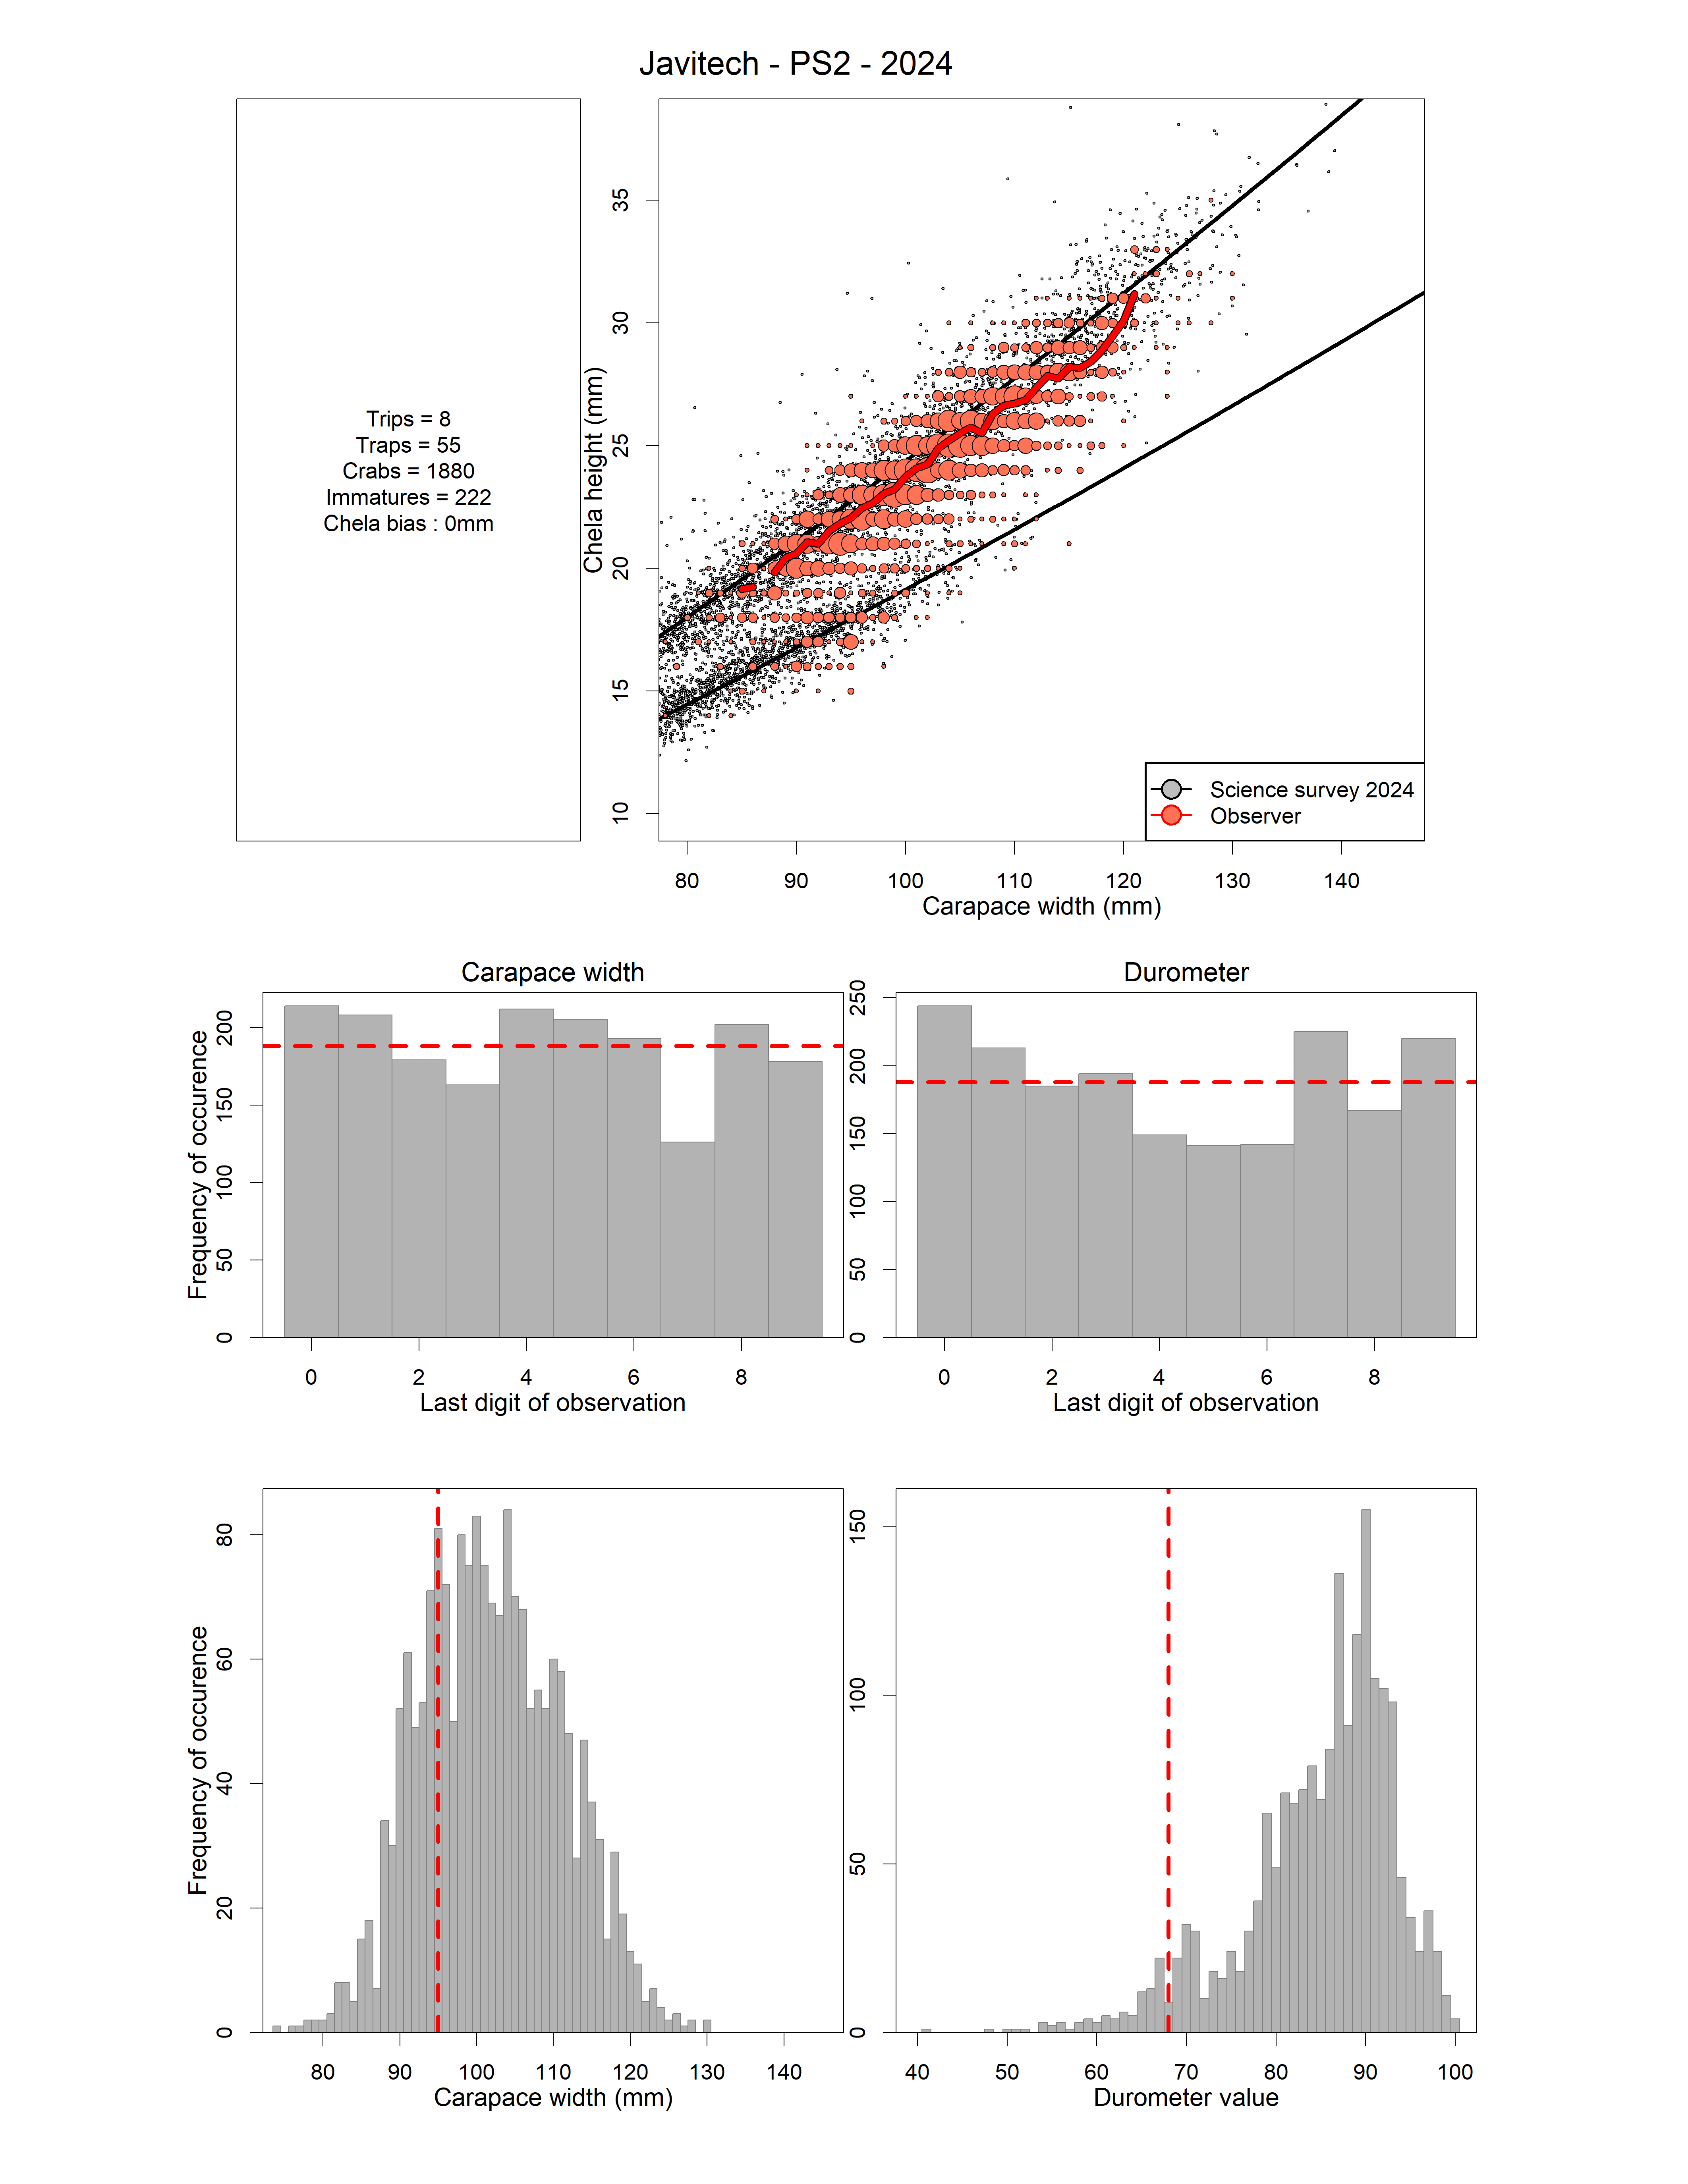 Javitech - PS2 - 2024
Trips = 8
Traps = 55
Crabs = 1880
Immatures = 222
Chela bias : 0mm
Chela height (mm)
35
30
25
20
15
10
Science survey 2024
Observer
80 90 100 110 120 130 140
Carapace width (mm)
Carapace width
Frequency of occurence
200
150
100
50
0
0 2 4 6 8
Last digit of observation
Durometer
250
200
150
100
50
0
0 2 4 6 8
Last digit of observation
Frequency of occurence
80
60
40
20
0
80 90 100 110 120 130 140
Carapace width (mm)
150
100
50
0
40 50 60 70 80 90 100
Durometer value